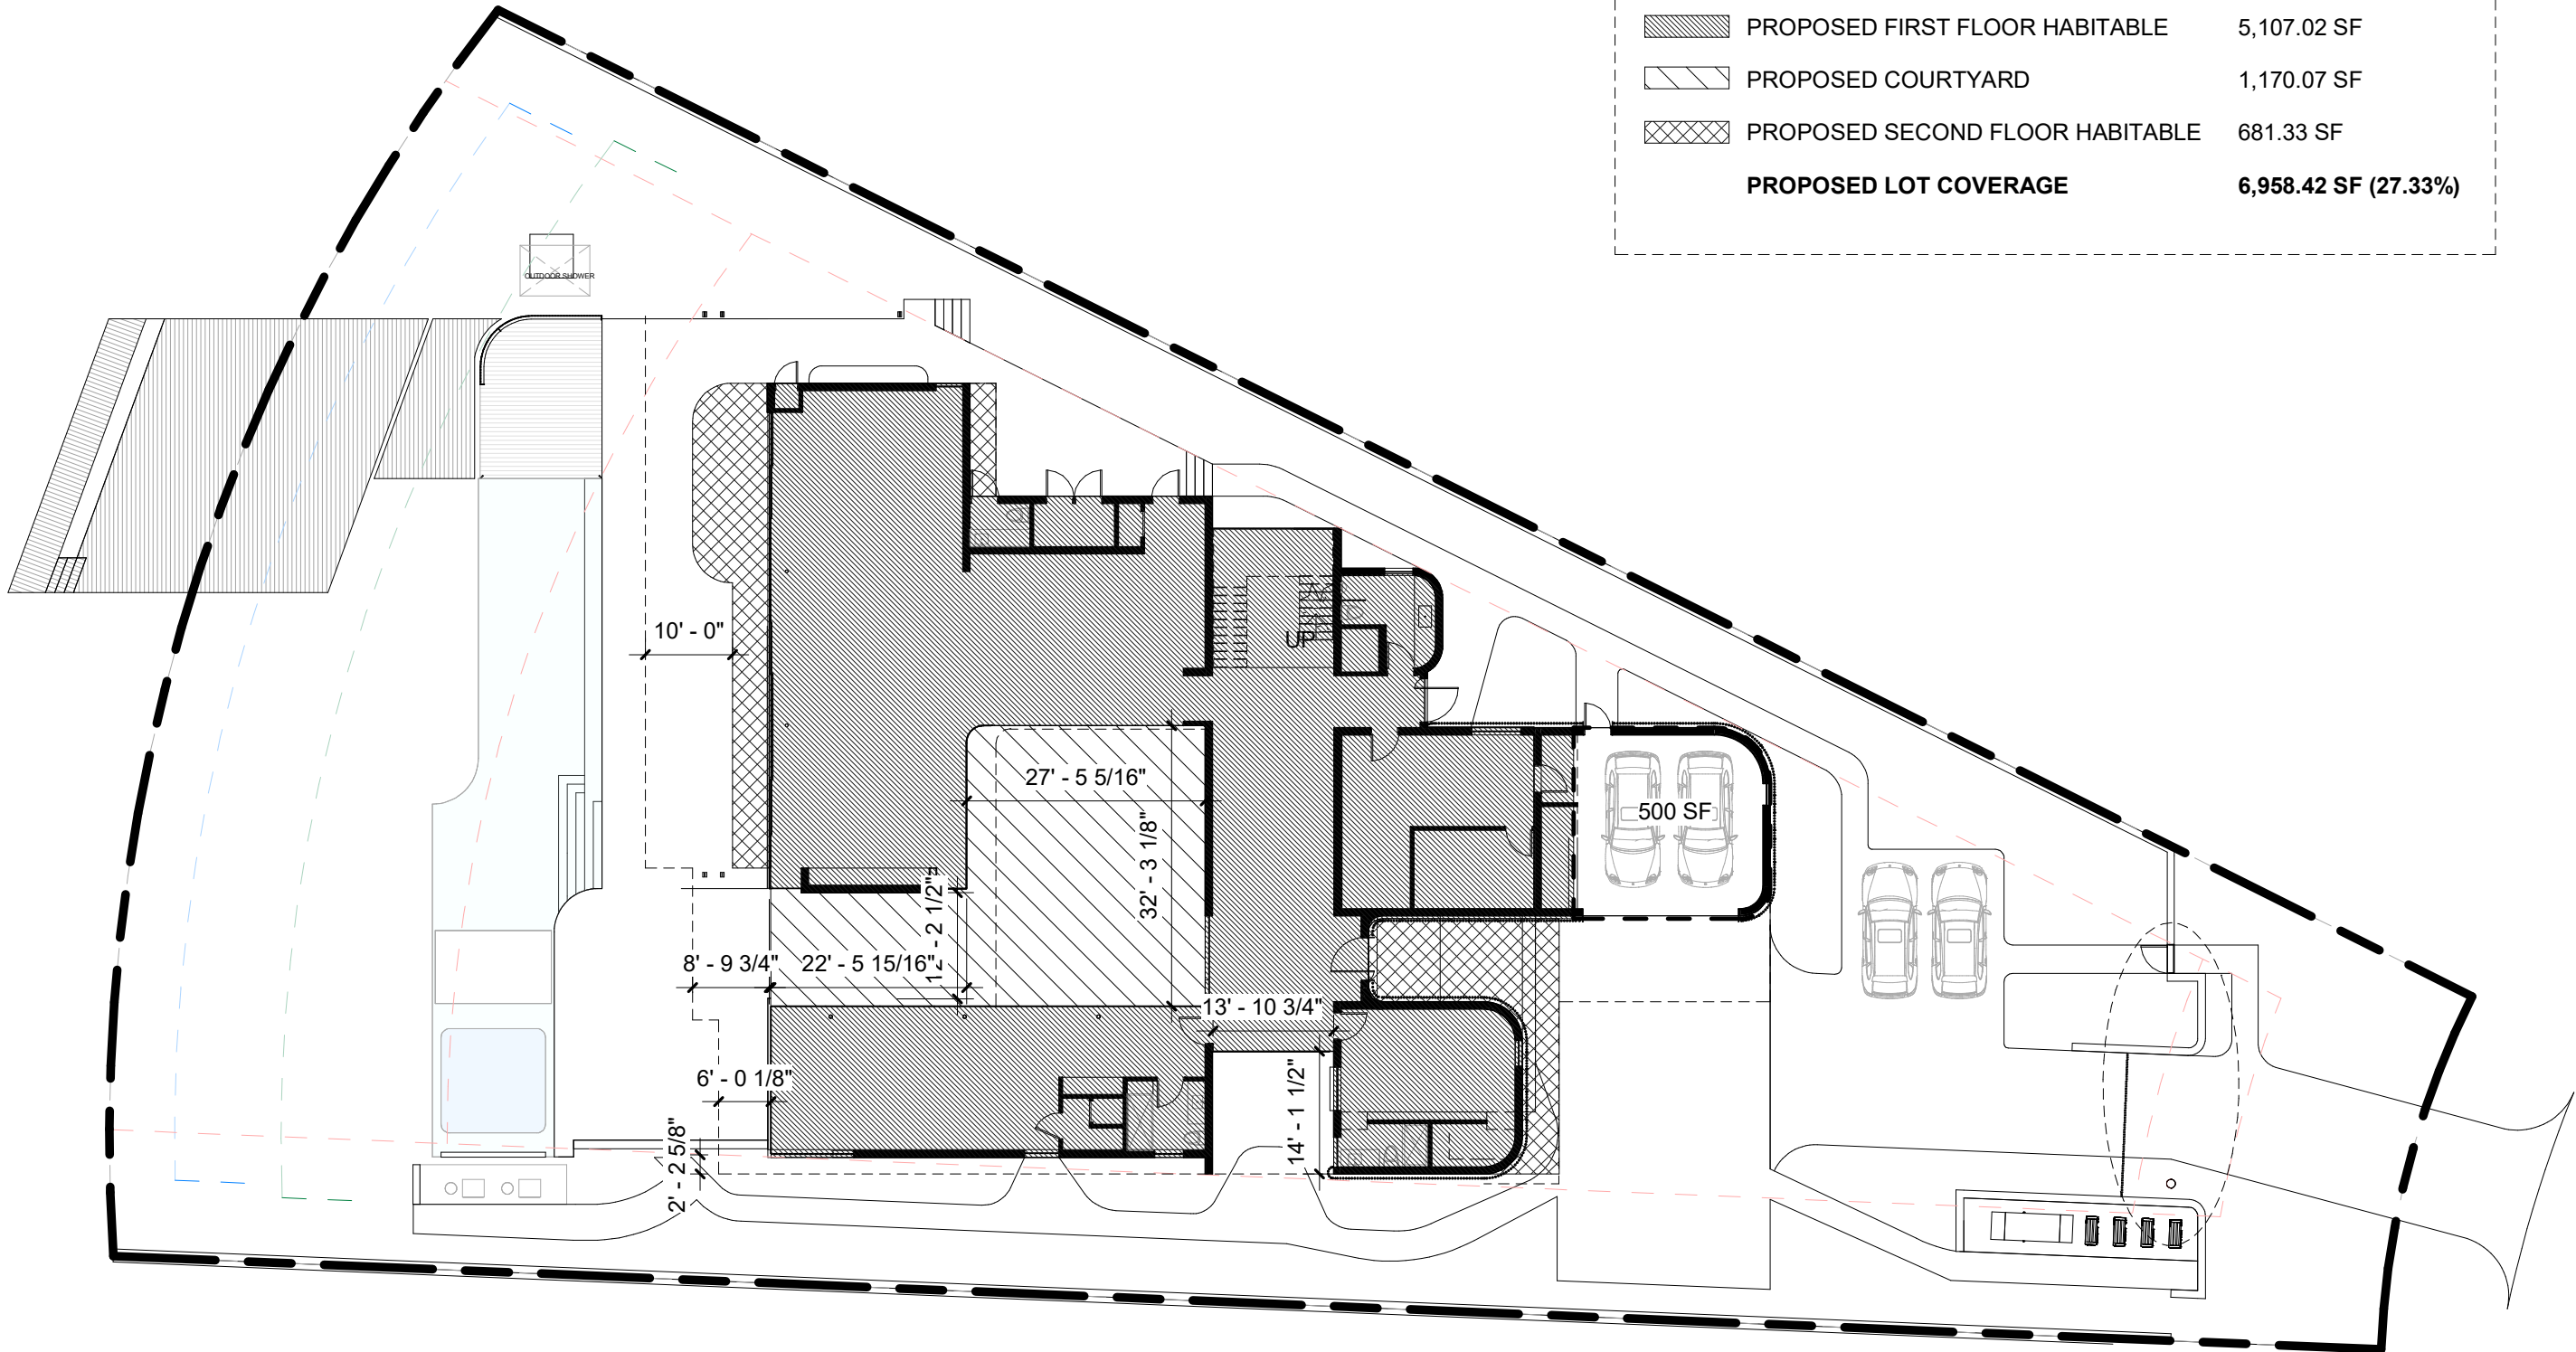 PROPOSED FIRST FLOOR HABITABLE 5,107.02 SF
PROPOSED COURTYARD 1,170.07 SF
PROPOSED SECOND FLOOR HABITABLE 681.33 SF
PROPOSED LOT COVERAGE 6,958.42 SF (27.33%)
OUTDOOR SHOWER
10' - 0"
UP
27' - 5 5/16"
500 SF
32' - 3 1/8"
12' - 2 1/2"
8' - 9 3/4"
22' - 5 15/16"
13' - 10 3/4"
6' - 0 1/8"
14' - 1 1/2"
2' - 2 5/8"